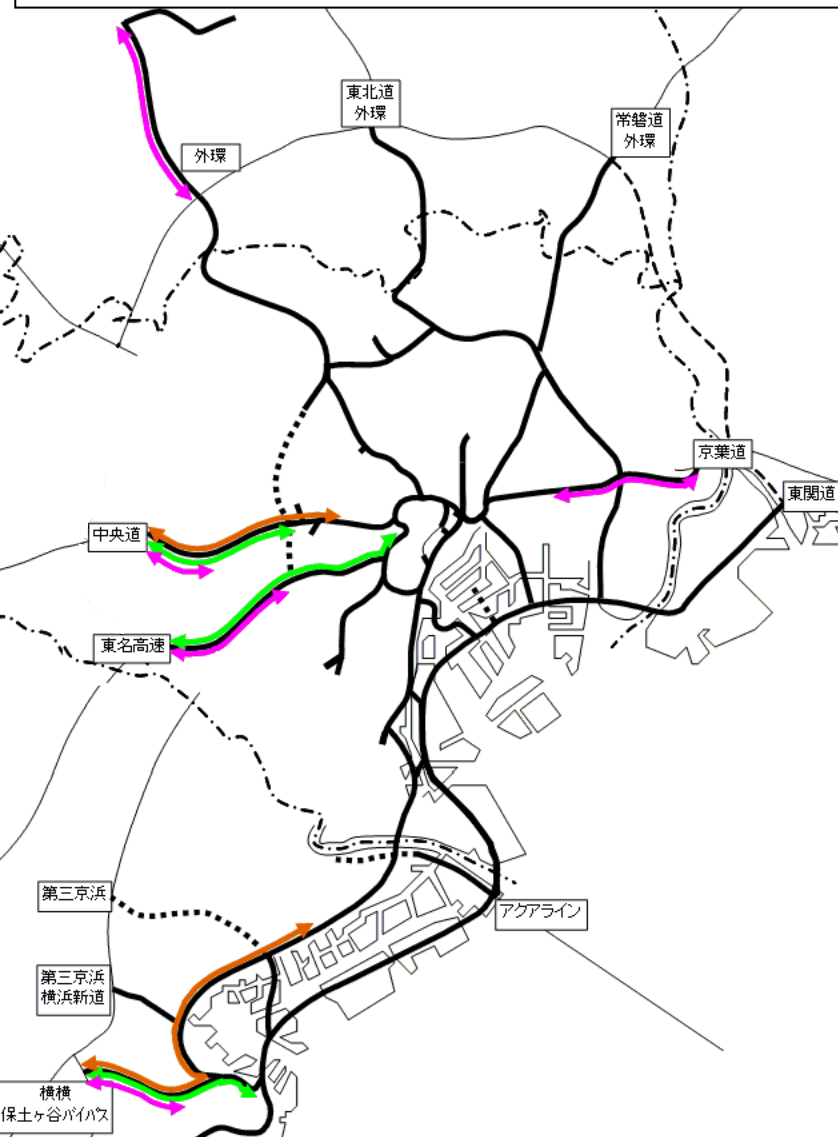 東北道
外環
常磐道
外環
外環
京葉道
東関道
中央道
東名高速
第三京浜
アクアライン
第三京浜
横浜新道
横横
保土ヶ谷バイパス